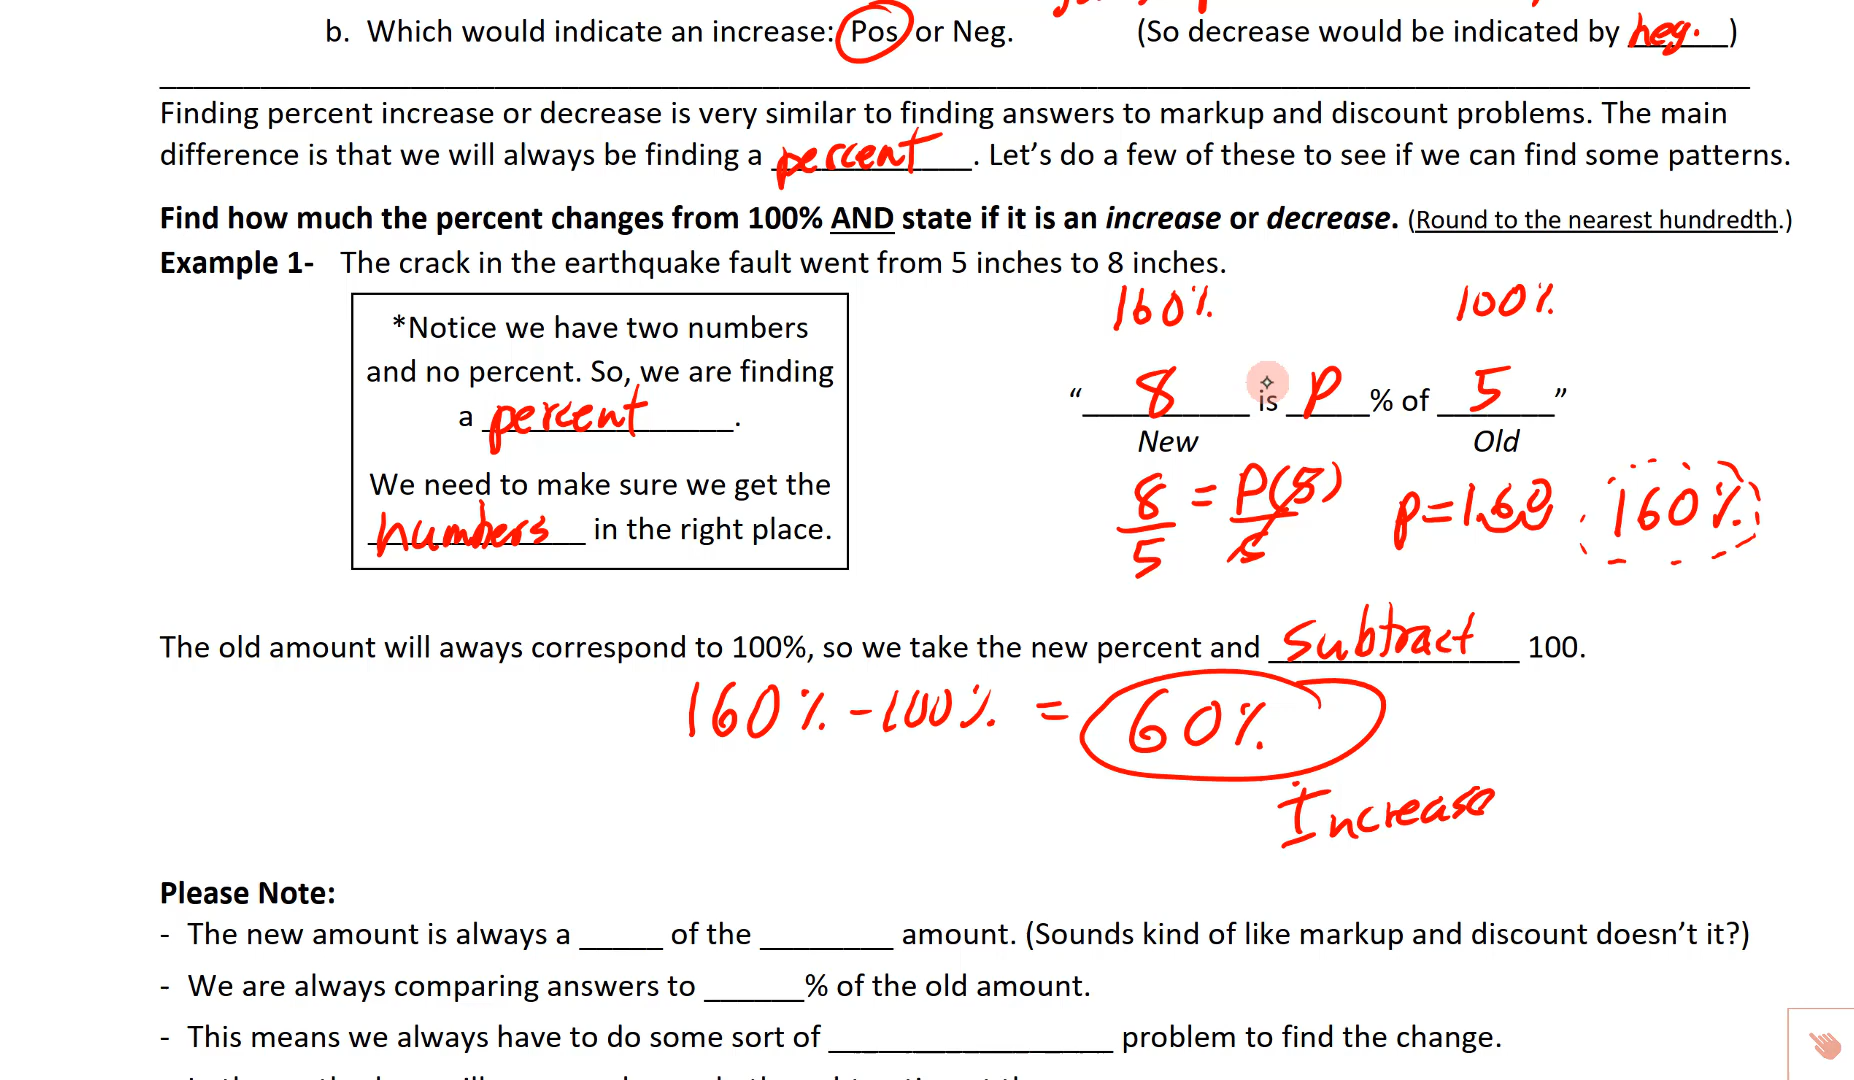 b. Which would indicate an increase: Pos or Neg. (So decrease would be indicated by neg.)
Finding percent increase or decrease is very similar to finding answers to markup and discount problems. The main
difference is that we will always be finding a percent. Let's do a few of these to see if we can find some patterns.
Find how much the percent changes from 100% AND state if it is an increase or decrease. (Round to the nearest hundredth.)
Example 1- The crack in the earthquake fault went from 5 inches to 8 inches.
*Notice we have two numbers
and no percent. So, we are finding
a percent.
We need to make sure we get the
numbers in the right place.
160% 100%
“ 8 is p % of 5 ”
New Old
8 = P(5) p=1.60 160%
5 5
The old amount will aways correspond to 100%, so we take the new percent and subtract 100.
160% - 100% = 60%
Increase
Please Note:
- The new amount is always a _____ of the ________ amount. (Sounds kind of like markup and discount doesn't it?)
- We are always comparing answers to ______% of the old amount.
- This means we always have to do some sort of _________________ problem to find the change.